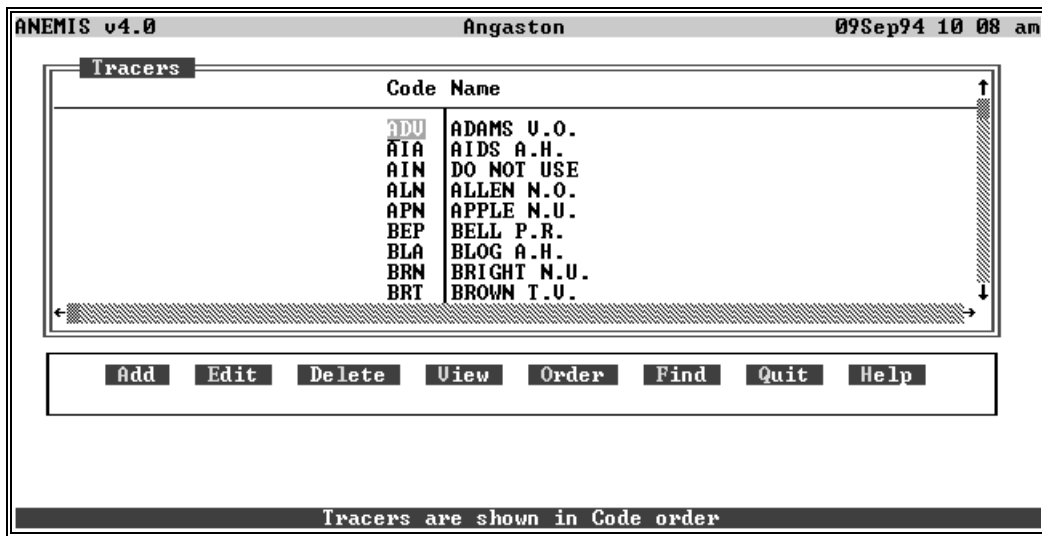 ANEMIS v4.0 Angaston 09Sep94 10 08 am
Tracers
Code Name
ADV ADAMS V.O.
AIA AIDS A.H.
AIN DO NOT USE
ALN ALLEN N.O.
APN APPLE N.U.
BEP BELL P.R.
BLA BLOG A.H.
BRN BRIGHT N.U.
BRT BROWN T.V.
Add Edit Delete View Order Find Quit Help
Tracers are shown in Code order